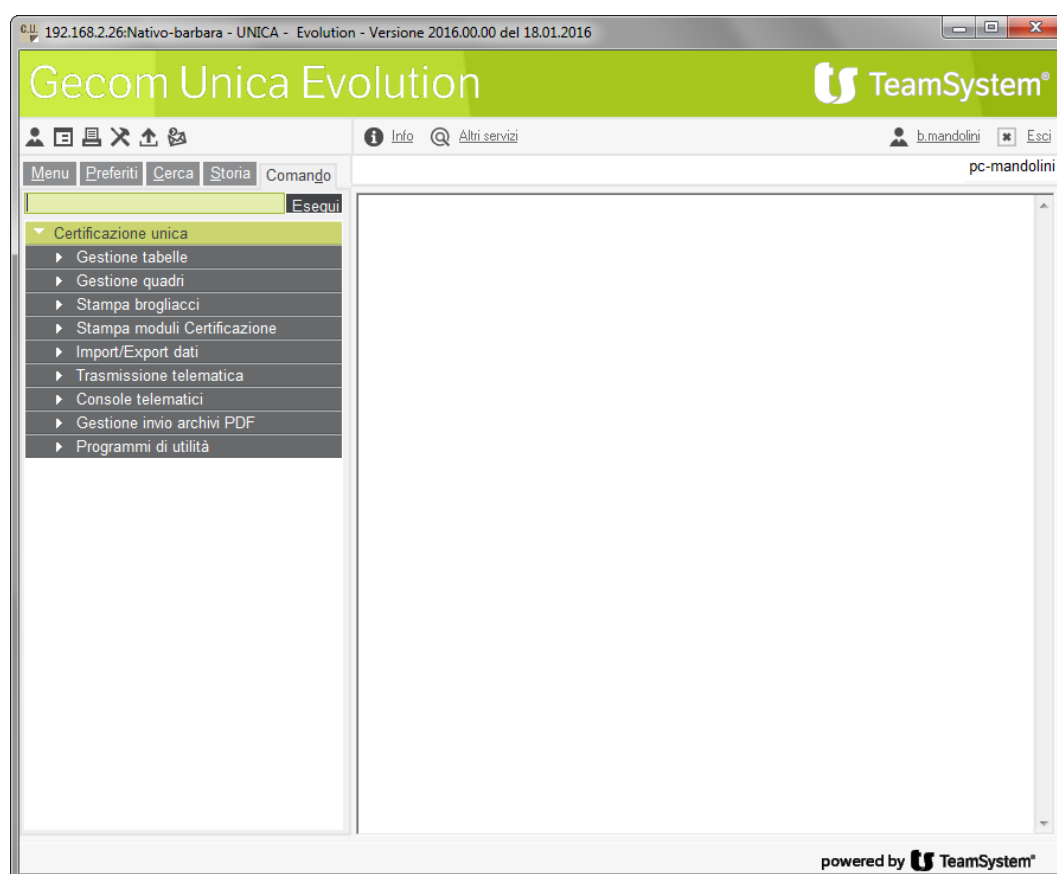 C.U. 192.168.2.26:Nativo-barbara - UNICA - Evolution - Versione 2016.00.00 del 18.01.2016
Gecom Unica Evolution
TeamSystem®
Info Altri servizi b.mandolini Esci
Menu Preferiti Cerca Storia Comando pc-mandolini
Esegui
Certificazione unica
Gestione tabelle
Gestione quadri
Stampa brogliacci
Stampa moduli Certificazione
Import/Export dati
Trasmissione telematica
Console telematici
Gestione invio archivi PDF
Programmi di utilità
powered by TeamSystem®